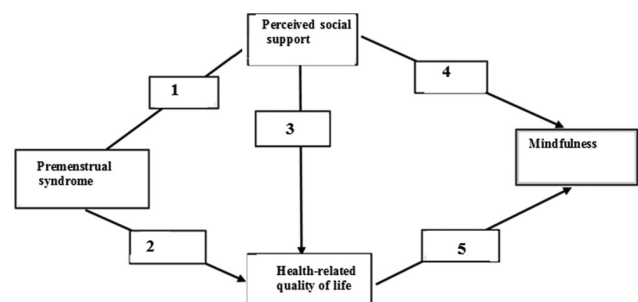 Perceived social
support
1
4
3
Premenstrual
syndrome
Mindfulness
2
5
Health-related
quality of life